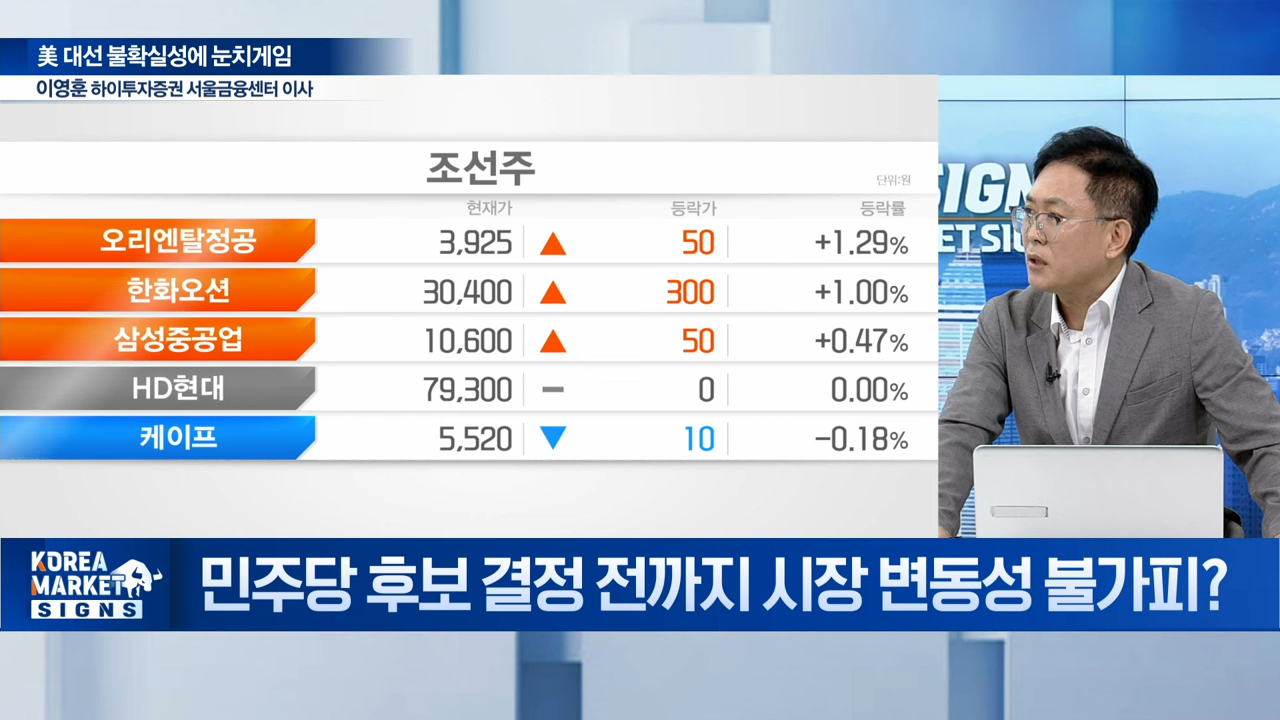 美 대선 불확실성에 눈치게임
이영훈 하이투자증권 서울금융센터 이사
조선주
단위:원
현재가 등락가 등락률
오리엔탈정공 3,925 ▲ 50 +1.29%
한화오션 30,400 ▲ 300 +1.00%
삼성중공업 10,600 ▲ 50 +0.47%
HD현대 79,300 － 0 0.00%
케이프 5,520 ▼ 10 -0.18%
SIGN
ET SIG
KOREA
MARKET
SIGNS
민주당 후보 결정 전까지 시장 변동성 불가피?